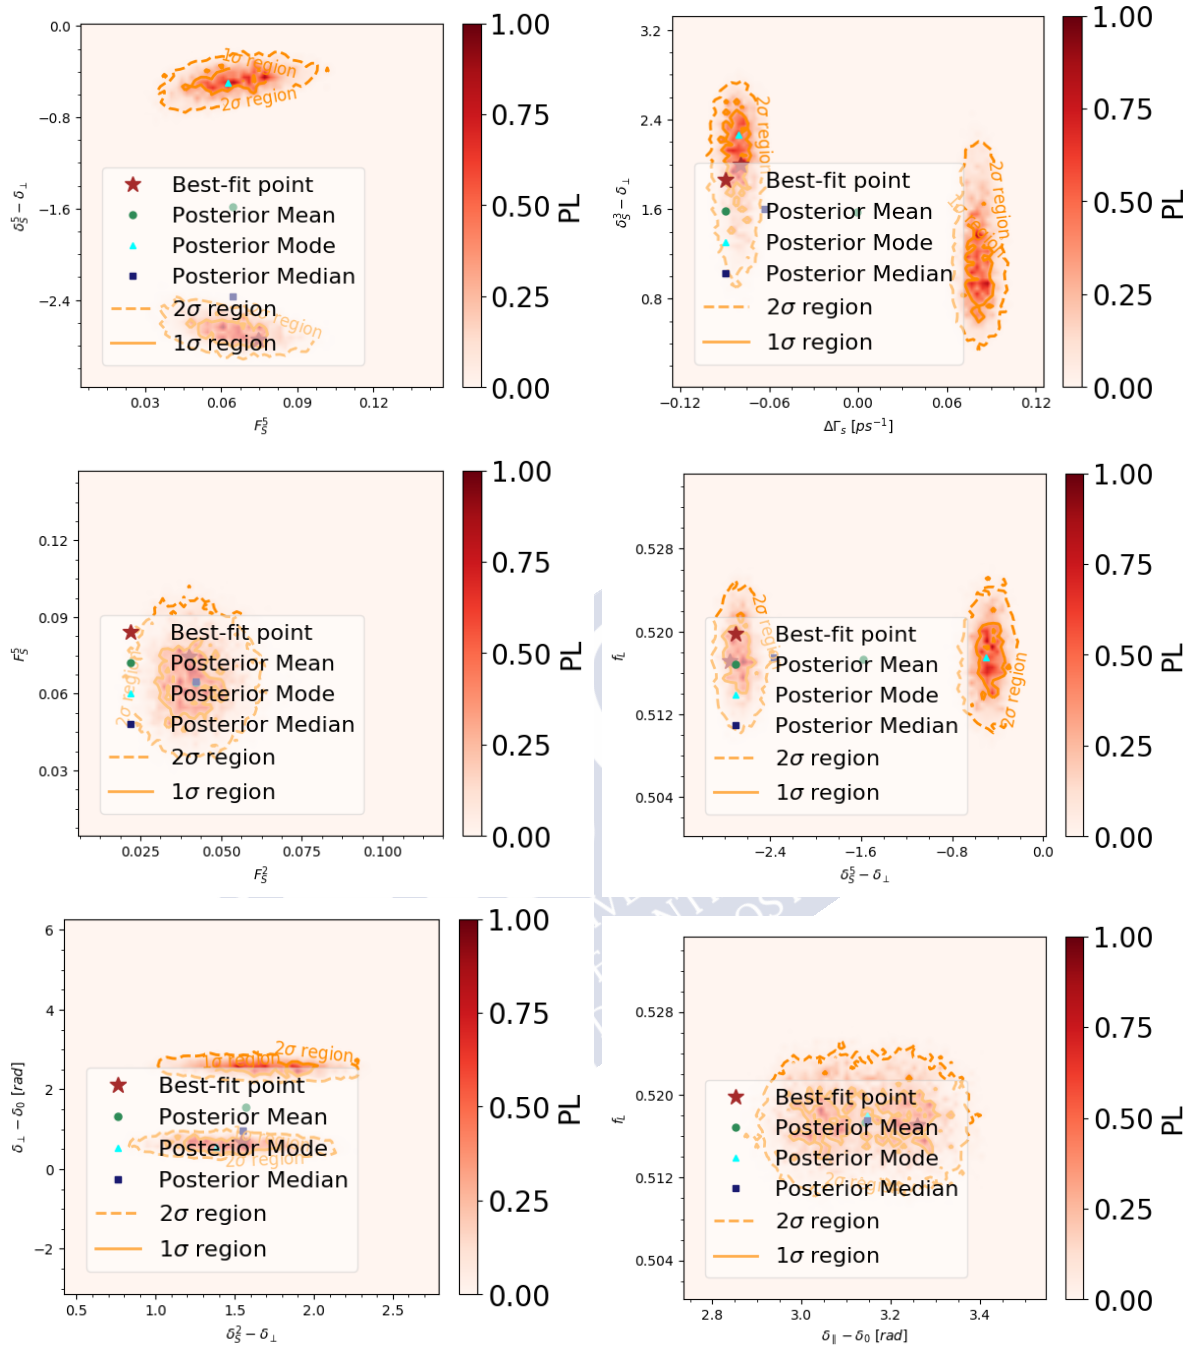 0.0
−0.8
−1.6
−2.4
δ_S^5 − δ_⊥
1σ region
2σ region
Best-fit point
Posterior Mean
Posterior Mode
Posterior Median
2σ region
1σ region
region
0.03 0.06 0.09 0.12
F_S^5
1.00
0.75
0.50
0.25
0.00
PL
3.2
2.4
1.6
0.8
δ_S^3 − δ_⊥
2σ region
2σ region
1σ region
Best-fit point
Posterior Mean
Posterior Mode
Posterior Median
2σ region
1σ region
−0.12 −0.06 0.00 0.06 0.12
ΔΓ_s [ps^{−1}]
1.00
0.75
0.50
0.25
0.00
PL
0.12
0.09
0.06
0.03
F_S^5
2σ region
Best-fit point
Posterior Mean
Posterior Mode
Posterior Median
2σ region
1σ region
0.025 0.050 0.075 0.100
F_S^2
1.00
0.75
0.50
0.25
0.00
PL
0.528
0.520
0.512
0.504
f_L
2σ region
2σ region
Best-fit point
Posterior Mean
Posterior Mode
Posterior Median
2σ region
1σ region
−2.4 −1.6 −0.8 0.0
δ_S^5 − δ_⊥
1.00
0.75
0.50
0.25
0.00
PL
6
4
2
0
−2
δ_⊥ − δ_0 [rad]
1σ region
2σ region
2σ region
Best-fit point
Posterior Mean
Posterior Mode
Posterior Median
2σ region
1σ region
0.5 1.0 1.5 2.0 2.5
δ_S^2 − δ_⊥
1.00
0.75
0.50
0.25
0.00
PL
0.528
0.520
0.512
0.504
f_L
2σ region
Best-fit point
Posterior Mean
Posterior Mode
Posterior Median
2σ region
1σ region
2.8 3.0 3.2 3.4
δ_∥ − δ_0 [rad]
1.00
0.75
0.50
0.25
0.00
PL